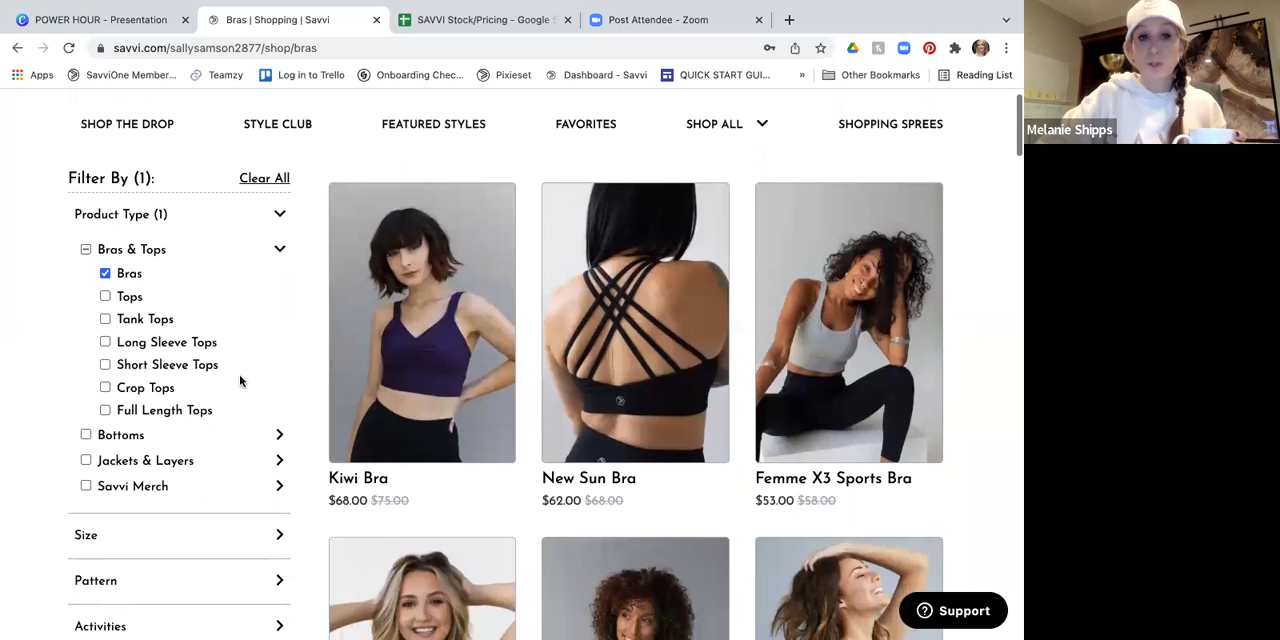 POWER HOUR - Presentation
Bras | Shopping | Savvi
SAVVI Stock/Pricing - Google S
Post Attendee - Zoom
savvi.com/sallysamson2877/shop/bras
Apps
SavviOne Member...
Teamzy
Log in to Trello
Onboarding Chec...
Pixieset
Dashboard - Savvi
QUICK START GUI...
»
Other Bookmarks
Reading List
Melanie Shipps
SHOP THE DROP
STYLE CLUB
FEATURED STYLES
FAVORITES
SHOP ALL
SHOPPING SPREES
Filter By (1):
Clear All
Product Type (1)
Bras & Tops
Bras
Tops
Tank Tops
Long Sleeve Tops
Short Sleeve Tops
Crop Tops
Full Length Tops
Bottoms
Jackets & Layers
Savvi Merch
Size
Pattern
Activities
Kiwi Bra
$68.00 $75.00
New Sun Bra
$62.00 $68.00
Femme X3 Sports Bra
$53.00 $58.00
Support